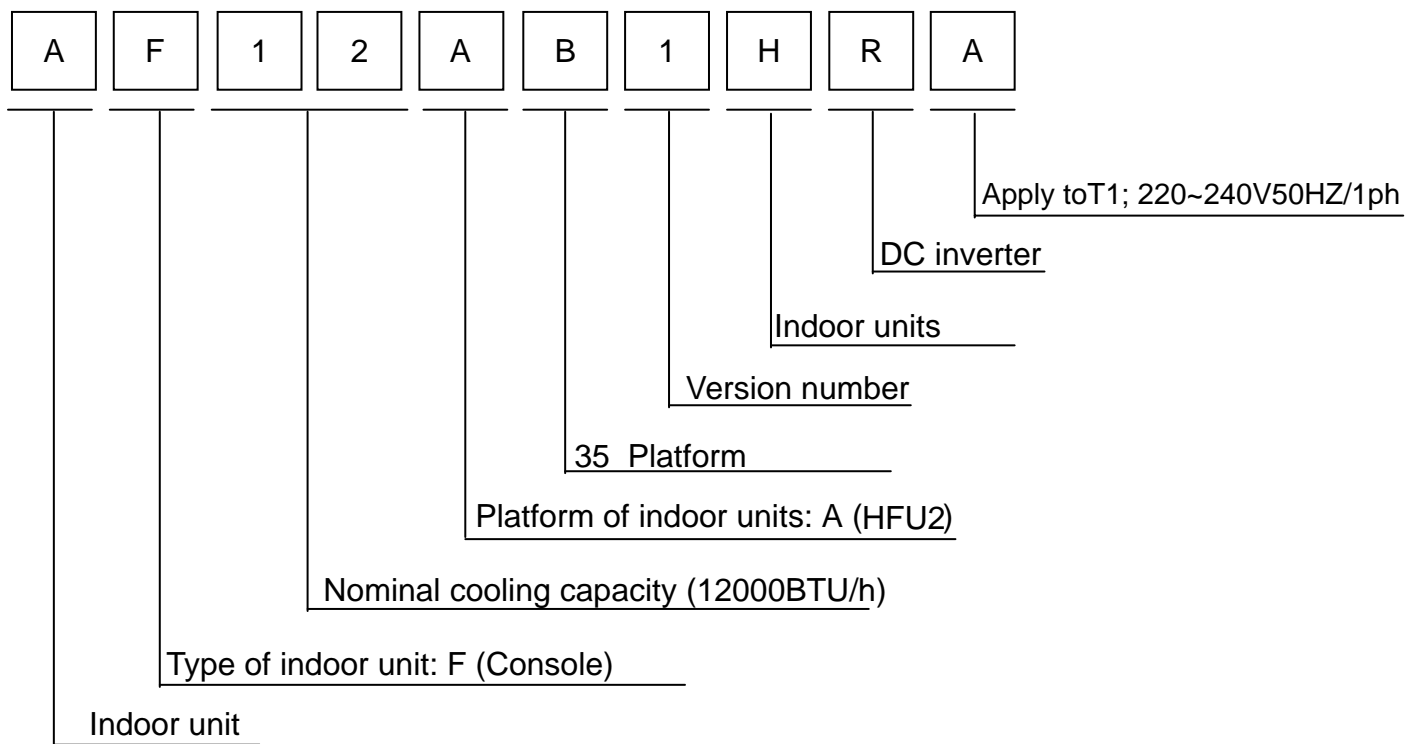 A F 1 2 A B 1 H R A
Apply toT1; 220~240V50HZ/1ph
DC inverter
Indoor units
Version number
35 Platform
Platform of indoor units: A (HFU2)
Nominal cooling capacity (12000BTU/h)
Type of indoor unit: F (Console)
Indoor unit